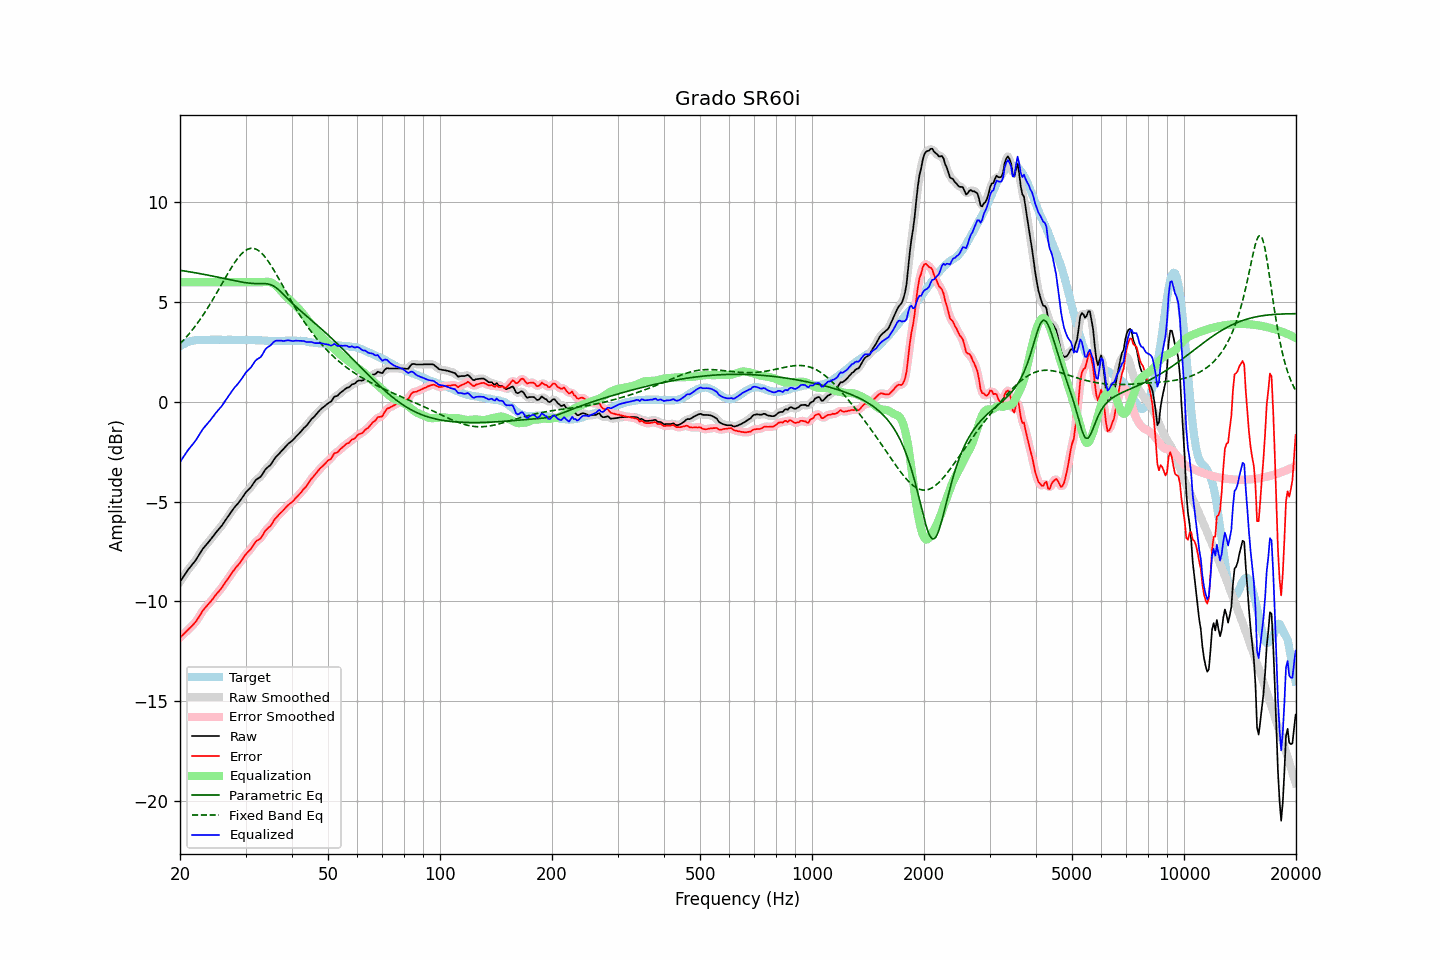 Grado SR60i
Amplitude (dBr)
10
5
0
−5
−10
−15
−20
Target
Raw Smoothed
Error Smoothed
Raw
Error
Equalization
Parametric Eq
Fixed Band Eq
Equalized
20 50 100 200 500 1000 2000 5000 10000 20000
Frequency (Hz)